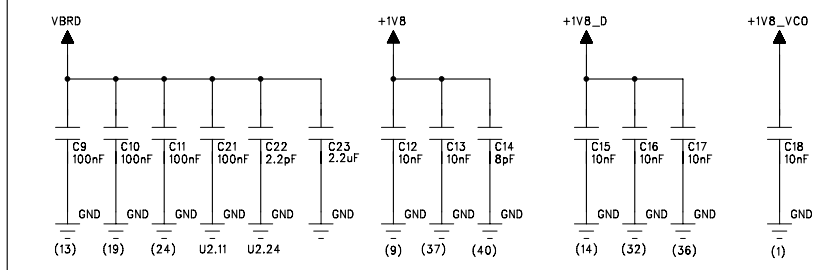 VBRD +1V8 +1V8_D +1V8_VCO
C9 C10 C11 C21 C22 C23 C12 C13 C14 C15 C16 C17 C18
100nF 100nF 100nF 100nF 2.2pF 2.2uF 10nF 10nF 8pF 10nF 10nF 10nF 10nF
GND GND GND GND GND GND GND GND GND GND GND GND GND
(13) (19) (24) U2.11 U2.24 (9) (37) (40) (14) (32) (36) (1)